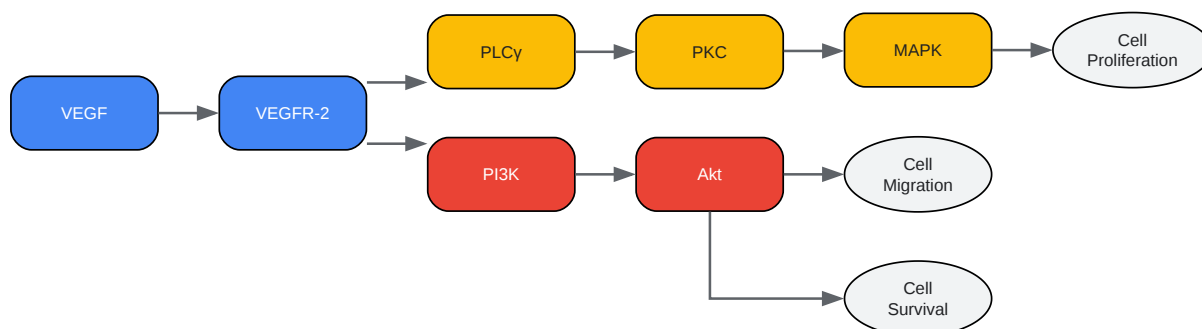 PLCγ
PKC
MAPK
Cell
Proliferation
VEGF
VEGFR-2
PI3K
Akt
Cell
Migration
Cell
Survival